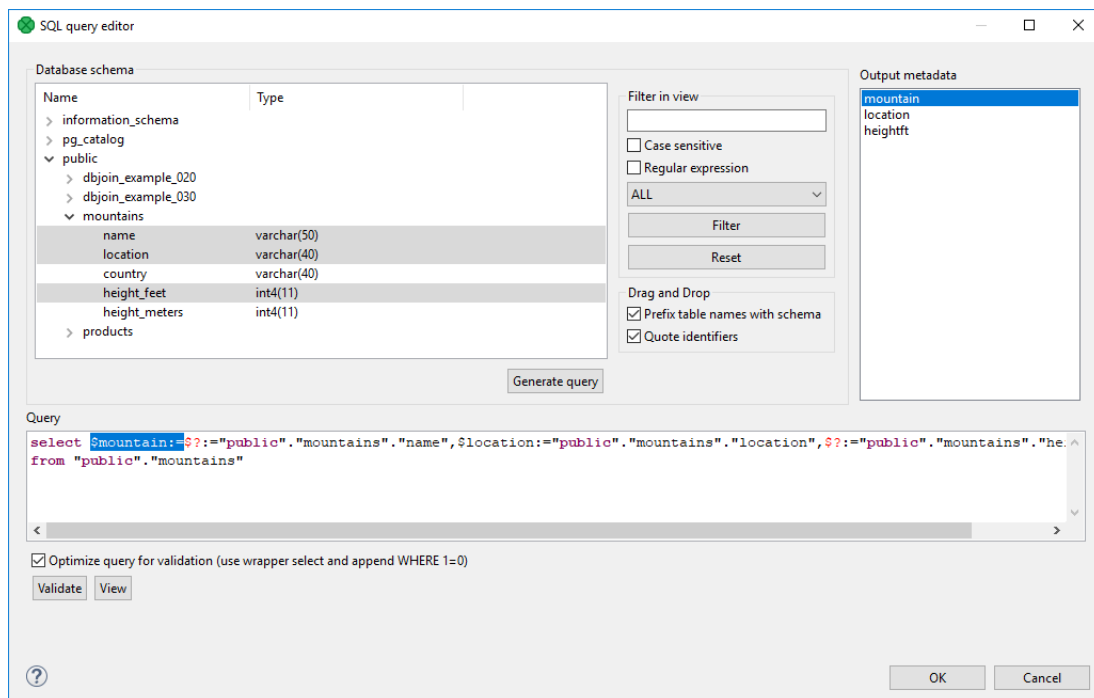 SQL query editor
Database schema
Name Type
information_schema
pg_catalog
public
dbjoin_example_020
dbjoin_example_030
mountains
name varchar(50)
location varchar(40)
country varchar(40)
height_feet int4(11)
height_meters int4(11)
products
Generate query
Filter in view
Case sensitive
Regular expression
ALL
Filter
Reset
Drag and Drop
Prefix table names with schema
Quote identifiers
Output metadata
mountain
location
heightft
Query
select $mountain:=$?:="public"."mountains"."name",$location:="public"."mountains"."location",$?:="public"."mountains"."hei
from "public"."mountains"
Optimize query for validation (use wrapper select and append WHERE 1=0)
Validate View
? OK Cancel